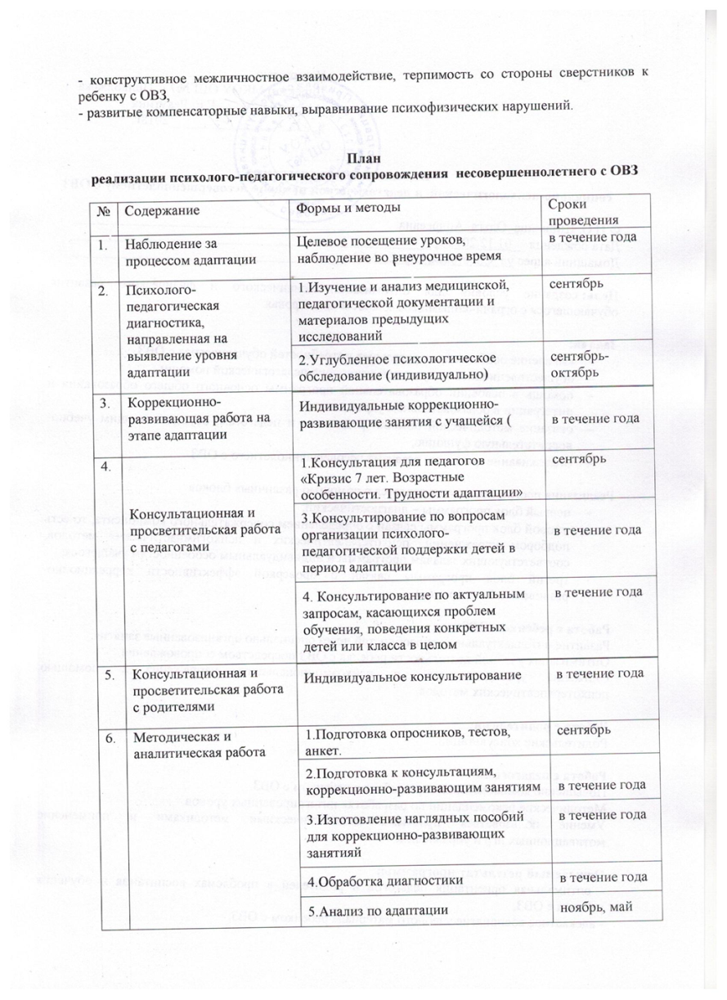 - конструктивное межличностное взаимодействие, терпимость со стороны сверстников к
ребенку с ОВЗ,
- развитые компенсаторные навыки, выравнивание психофизических нарушений.
План
реализации психолого-педагогического сопровождения несовершеннолетнего с ОВЗ
№ Содержание Формы и методы Сроки
проведения
1. Наблюдение за
процессом адаптации
Целевое посещение уроков,
наблюдение во внеурочное время
в течение года
2. Психолого-
педагогическая
диагностика,
направленная на
выявление уровня
адаптации
1.Изучение и анализ медицинской,
педагогической документации и
материалов предыдущих
исследований
сентябрь
2.Углубленное психологическое
обследование (индивидуально)
сентябрь-
октябрь
3. Коррекционно-
развивающая работа на
этапе адаптации
Индивидуальные коррекционно-
развивающие занятия с учащейся (
в течение года
4.
Консультационная и
просветительская работа
с педагогами
1.Консультация для педагогов
«Кризис 7 лет. Возрастные
особенности. Трудности адаптации»
сентябрь
3.Консультирование по вопросам
организации психолого-
педагогической поддержки детей в
период адаптации
в течение года
4. Консультирование по актуальным
запросам, касающихся проблем
обучения, поведения конкретных
детей или класса в целом
в течение года
5. Консультационная и
просветительская работа
с родителями
Индивидуальное консультирование
в течение года
6. Методическая и
аналитическая работа
1.Подготовка опросников, тестов,
анкет.
сентябрь
2.Подготовка к консультациям,
коррекционно-развивающим занятиям
в течение года
3.Изготовление наглядных пособий
для коррекционно-развивающих
занятияй
в течение года
4.Обработка диагностики
в течение года
5.Анализ по адаптации
ноябрь, май